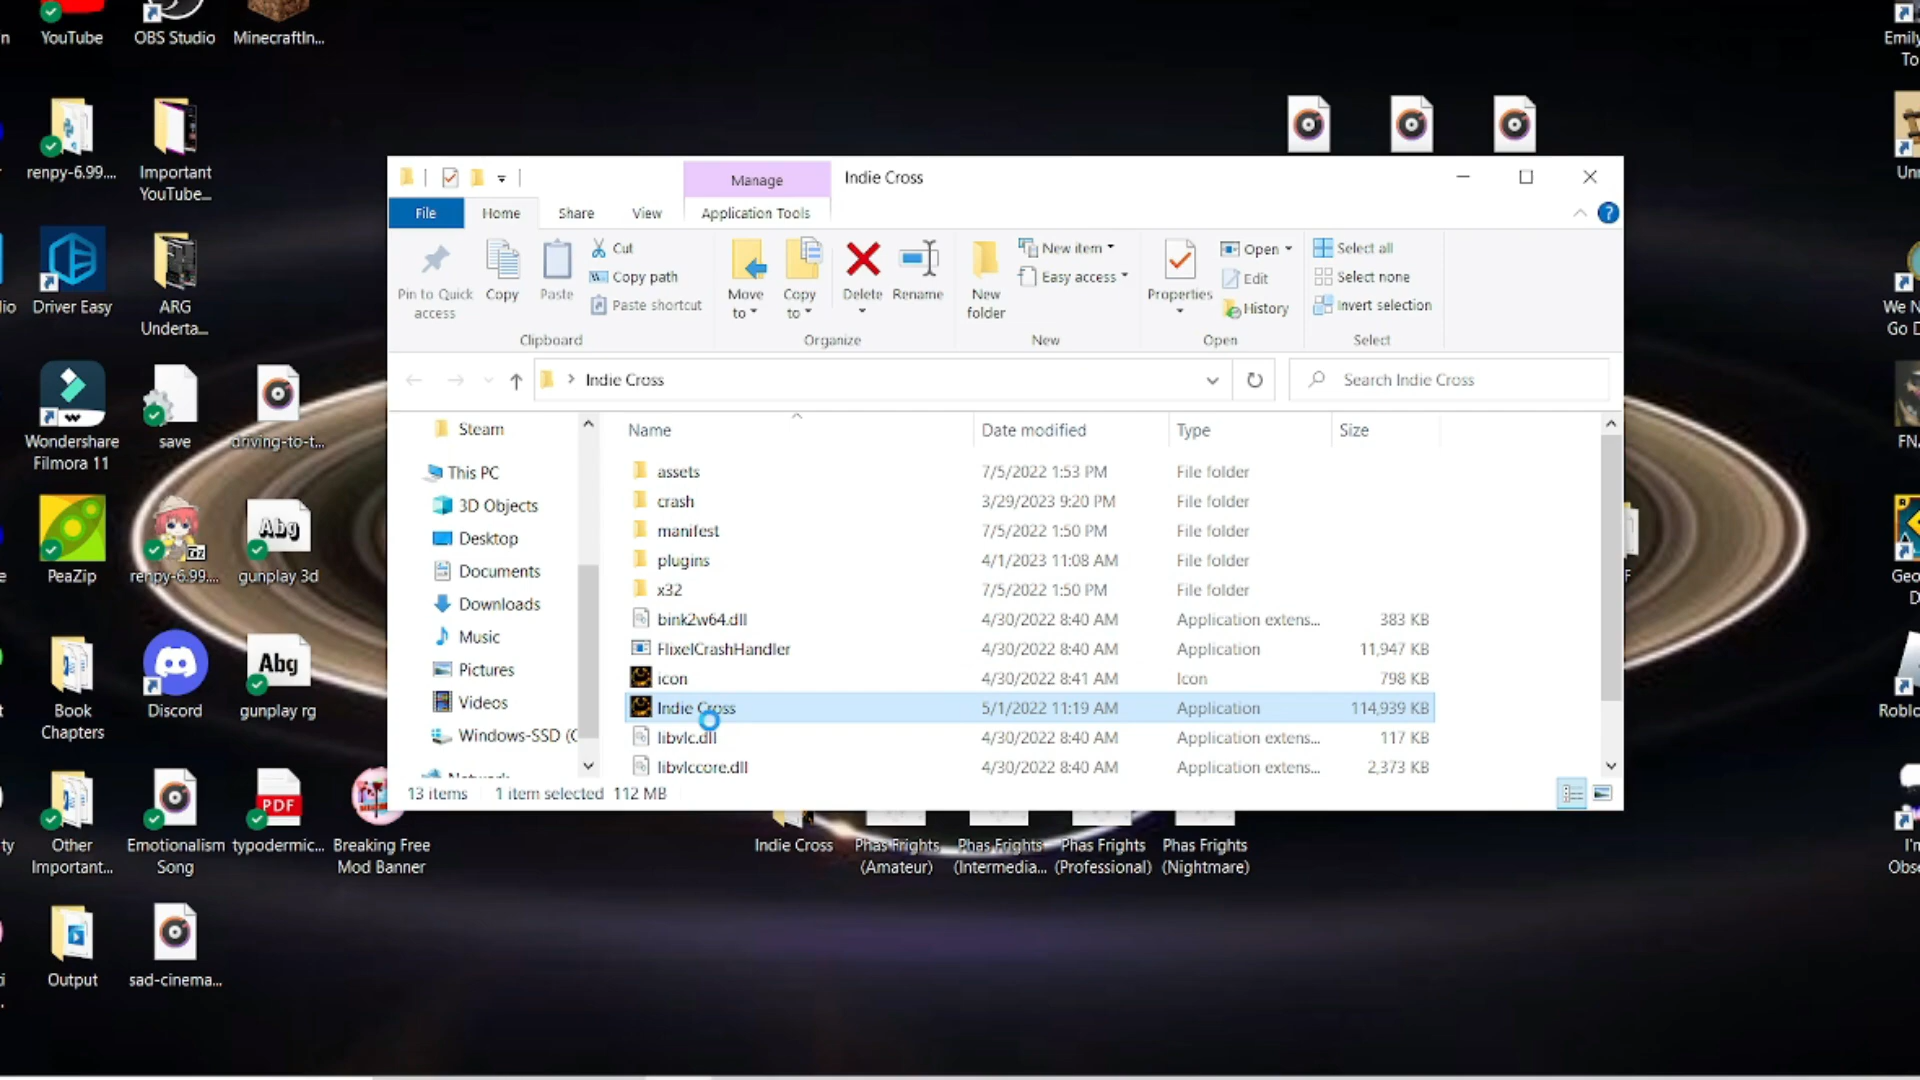 YouTube
OBS Studio
MinecraftIn...
Emily
To
renpy-6.99....
Important
YouTube...
Driver Easy
ARG
Underta...
We N
Go D
Wondershare
Filmora 11
save
driving-to-t...
FN
PeaZip
renpy-6.99....
Gz
Abg
gunplay 3d
Geo
D
Book
Chapters
Discord
Abg
gunplay rg
Roblo
Other
Important...
Emotionalism
Song
PDF
typodermic...
Breaking Free
Mod Banner
Indie Cross
Phas Frights
(Amateur)
Phas Frights
(Intermedia...
Phas Frights
(Professional)
Phas Frights
(Nightmare)
I'm
Obse
Output
sad-cinema...
Manage
Indie Cross
File
Home
Share
View
Application Tools
?
Pin to Quick
access
Copy
Paste
Cut
Copy path
Paste shortcut
Clipboard
Move
to
Copy
to
Delete
Rename
Organize
New
folder
New item
Easy access
New
Properties
Open
Edit
History
Open
Select all
Select none
Invert selection
Select
Indie Cross
Search Indie Cross
Steam
This PC
3D Objects
Desktop
Documents
Downloads
Music
Pictures
Videos
Windows-SSD (C
Network
Name Date modified Type Size
assets 7/5/2022 1:53 PM File folder
crash 3/29/2023 9:20 PM File folder
manifest 7/5/2022 1:50 PM File folder
plugins 4/1/2023 11:08 AM File folder
x32 7/5/2022 1:50 PM File folder
bink2w64.dll 4/30/2022 8:40 AM Application extens... 383 KB
FlixelCrashHandler 4/30/2022 8:40 AM Application 11,947 KB
icon 4/30/2022 8:41 AM Icon 798 KB
Indie Cross 5/1/2022 11:19 AM Application 114,939 KB
libvlc.dll 4/30/2022 8:40 AM Application extens... 117 KB
libvlccore.dll 4/30/2022 8:40 AM Application extens... 2,373 KB
13 items 1 item selected 112 MB